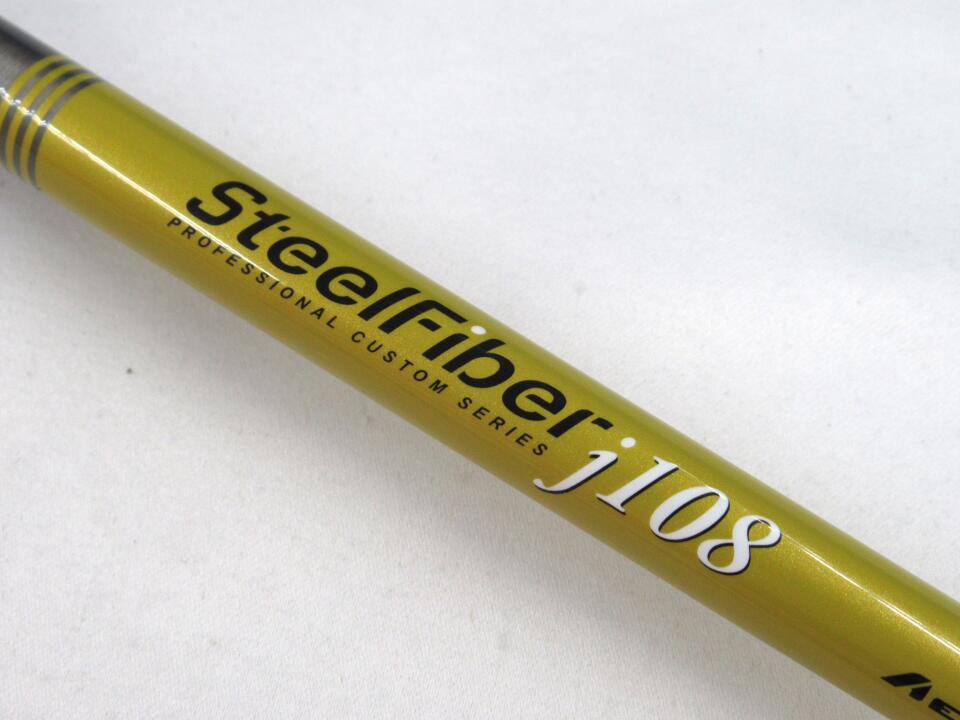 SteelFiber
PROFESSIONAL CUSTOM SERIES
j108